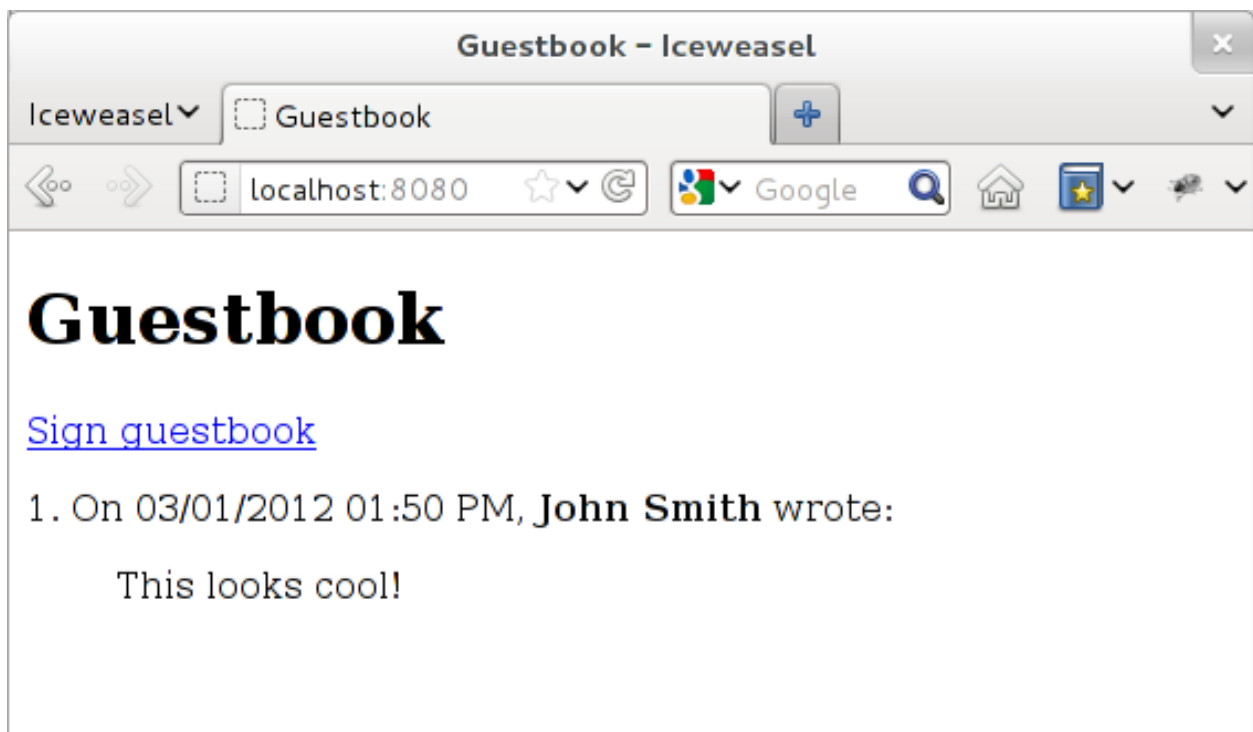 Guestbook - Iceweasel
Iceweasel Guestbook
localhost:8080 Google
Guestbook
Sign guestbook
1. On 03/01/2012 01:50 PM, John Smith wrote:
This looks cool!